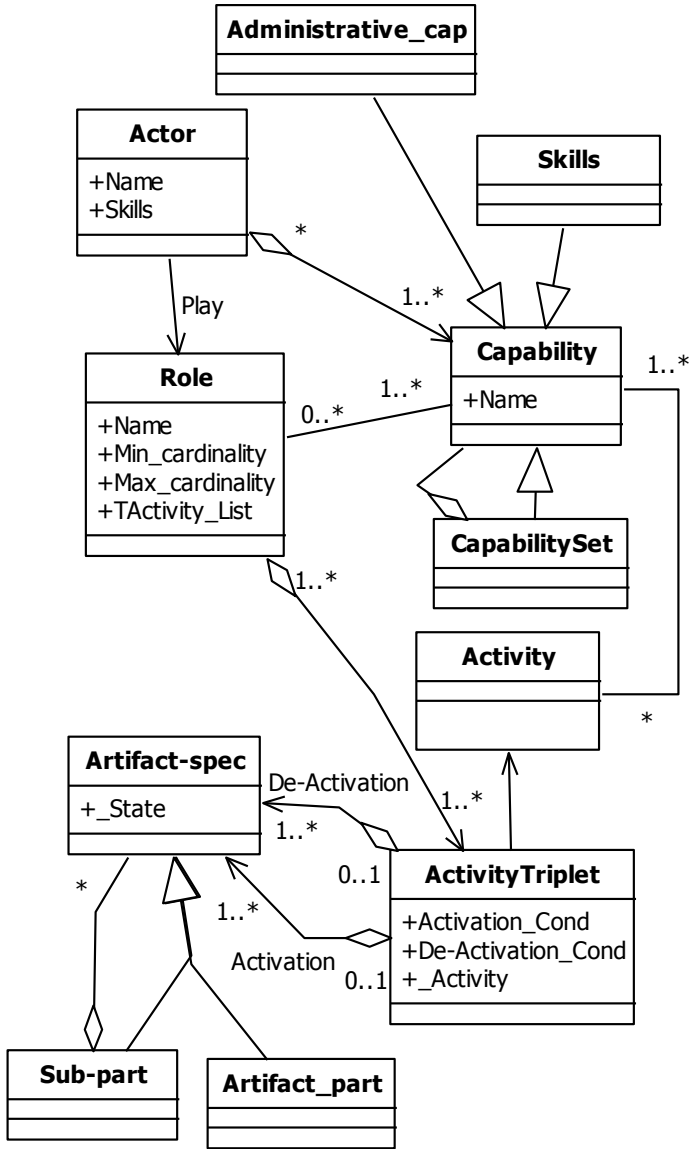 Administrative_cap
Actor
+Name
+Skills
Skills
*
1..*
Play
Capability
+Name
1..*
Role
+Name
+Min_cardinality
+Max_cardinality
+TActivity_List
1..*
0..*
CapabilitySet
1..*
Activity
*
Artifact-spec
+_State
De-Activation
1..*
1..*
0..1
ActivityTriplet
+Activation_Cond
+De-Activation_Cond
+_Activity
*
1..*
Activation
0..1
Sub-part
Artifact_part